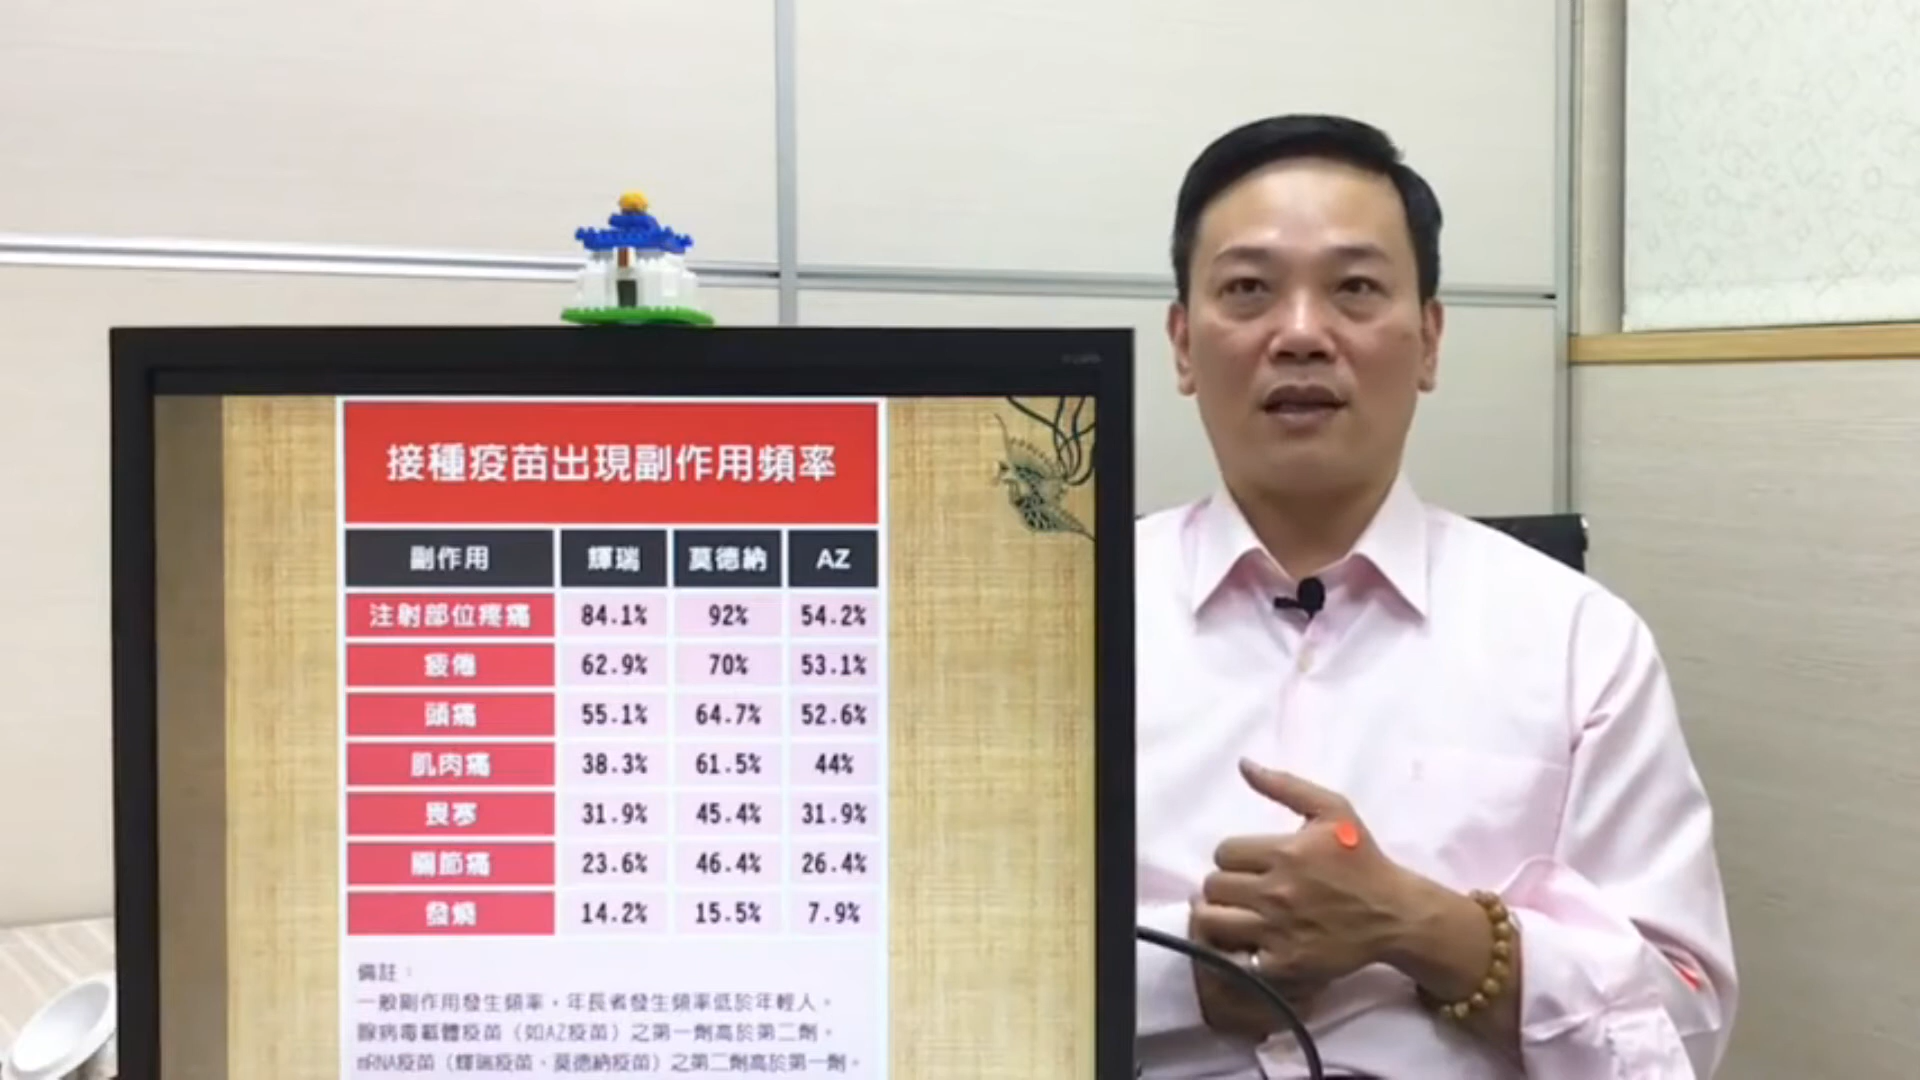 接種疫苗出現副作用頻率
副作用 輝瑞 莫德納 AZ
注射部位疼痛 84.1% 92% 54.2%
疲倦 62.9% 70% 53.1%
頭痛 55.1% 64.7% 52.6%
肌肉痛 38.3% 61.5% 44%
畏寒 31.9% 45.4% 31.9%
關節痛 23.6% 46.4% 26.4%
發燒 14.2% 15.5% 7.9%
備註：
一般副作用發生頻率，年長者發生頻率低於年輕人。
腺病毒載體疫苗（如AZ疫苗）之第一劑高於第二劑。
mRNA疫苗（輝瑞疫苗、莫德納疫苗）之第二劑高於第一劑。